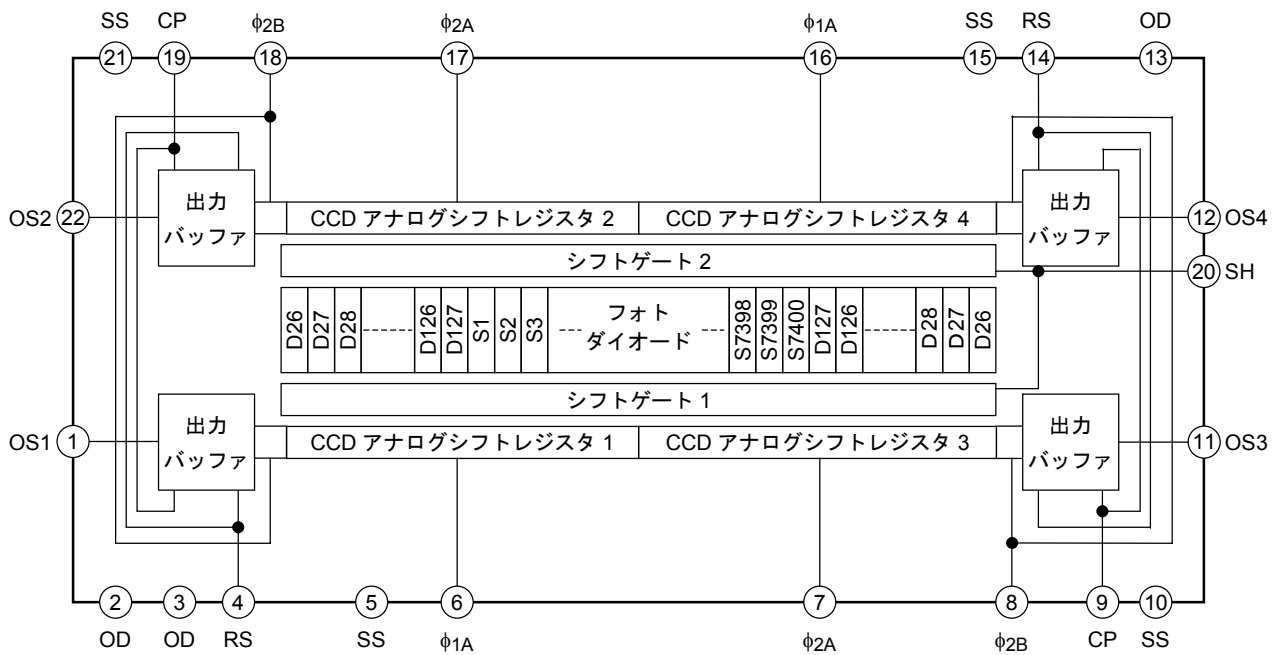 SS CP ϕ2B ϕ2A ϕ1A SS RS OD
21 19 18 17 16 15 14 13
出力
バッファ
出力
バッファ
OS2 22
CCD アナログシフトレジスタ 2
CCD アナログシフトレジスタ 4
12 OS4
シフトゲート 2
20 SH
D26
D27
D28
D126
D127
S1
S2
S3
フォト
ダイオード
S7398
S7399
S7400
D127
D126
D28
D27
D26
シフトゲート 1
出力
バッファ
出力
バッファ
OS1 1
CCD アナログシフトレジスタ 1
CCD アナログシフトレジスタ 3
11 OS3
2 3 4 5 6 7 8 9 10
OD OD RS SS ϕ1A ϕ2A ϕ2B CP SS